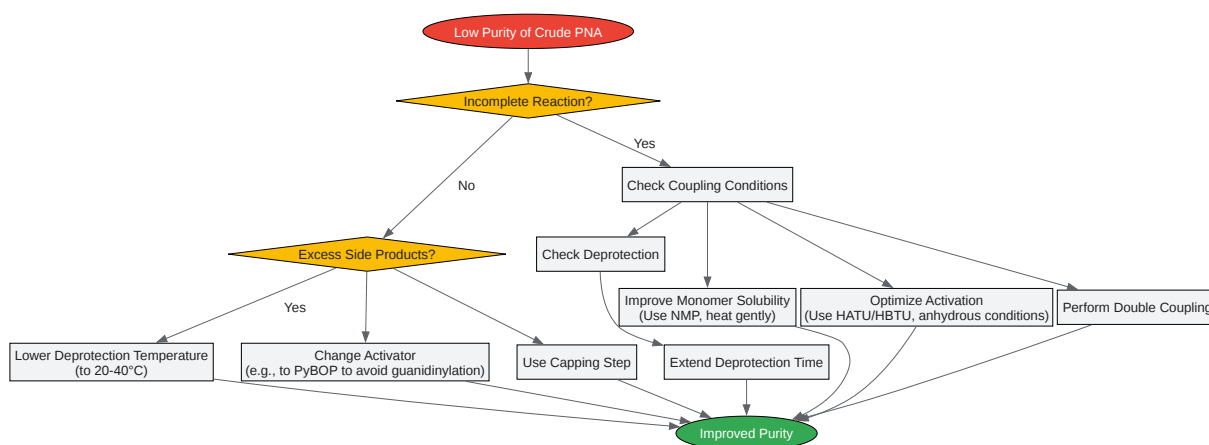 Low Purity of Crude PNA
Incomplete Reaction?
Yes
Check Coupling Conditions
No
Excess Side Products?
Check Deprotection
Yes
Improve Monomer Solubility
(Use NMP, heat gently)
Optimize Activation
(Use HATU/HBTU, anhydrous conditions)
Perform Double Coupling
Lower Deprotection Temperature
(to 20-40°C)
Change Activator
(e.g., to PyBOP to avoid guanidinylation)
Use Capping Step
Extend Deprotection Time
Improved Purity